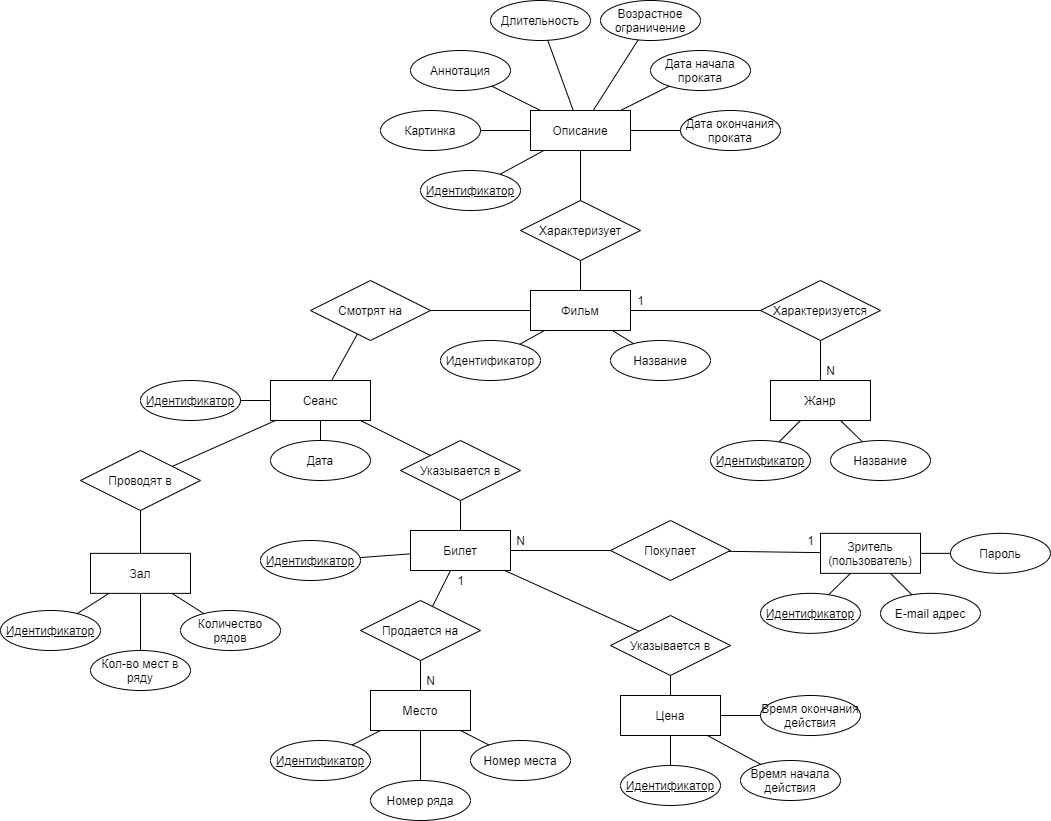 Длительность
Возрастное
ограничение
Аннотация
Дата начала
проката
Картинка
Описание
Дата окончания
проката
Идентификатор
Характеризует
Смотрят на
Фильм
1
Характеризуется
Идентификатор
Название
N
Идентификатор
Сеанс
Жанр
Дата
Идентификатор
Название
Проводят в
Указывается в
Идентификатор
Билет
N
Покупает
1
Зритель
(пользователь)
Пароль
Зал
1
Идентификатор
E-mail адрес
Идентификатор
Количество
рядов
Кол-во мест в
ряду
Продается на
Указывается в
N
Место
Цена
Время окончания
действия
Идентификатор
Номер места
Номер ряда
Идентификатор
Время начала
действия